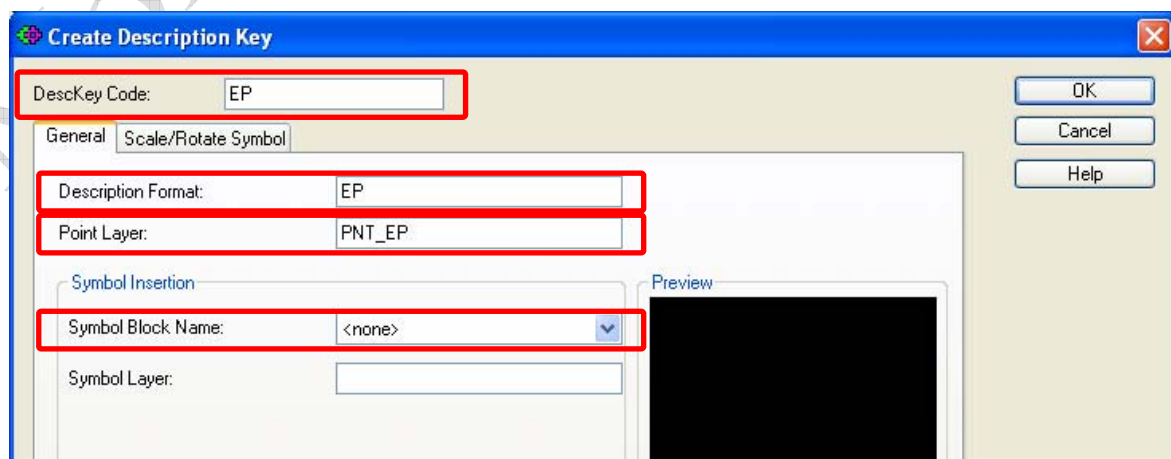 Create Description Key
DescKey Code: EP
OK
General Scale/Rotate Symbol
Cancel
Help
Description Format: EP
Point Layer: PNT_EP
Symbol Insertion
Preview
Symbol Block Name: <none>
Symbol Layer: